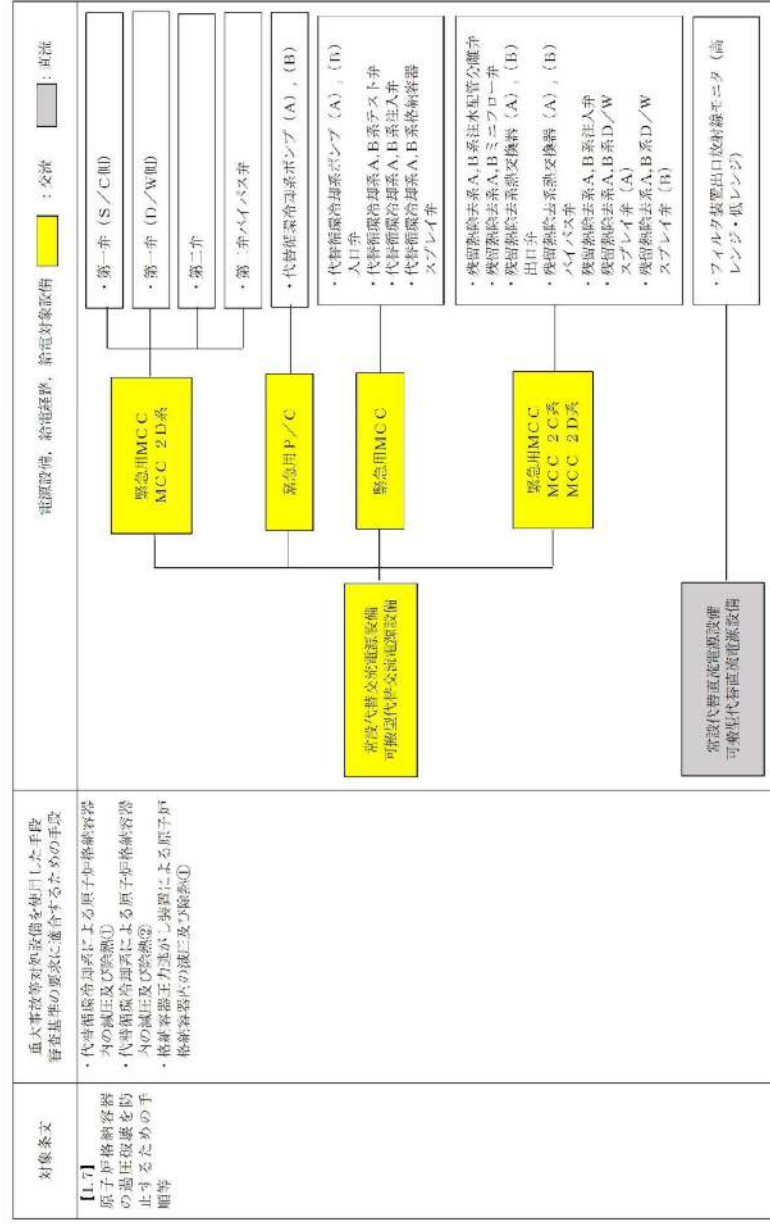 対象条文
重大事故等対処設備を使用した手段
審査基準の要求に適合するための手段
電源設備，給電経路，給電対象設備
：交流
：直流
【1.7】
原子炉格納容器
の過圧破壊を防
止するための手
順等
・代替循環冷却系による原子炉格納容器
内の減圧及び除熱①
・代替循環冷却系による原子炉格納容器
内の減圧及び除熱②
・格納容器圧力逃がし装置による原子炉
格納容器内の減圧及び除熱①
常設代替交流電源設備
可搬型代替交流電源設備
緊急用ＭＣＣ
ＭＣＣ ２Ｄ系
・第一弁（Ｓ／Ｃ側）
・第一弁（Ｄ／Ｗ側）
・第二弁
・第二弁バイパス弁
緊急用Ｐ／Ｃ
・代替循環冷却系ポンプ（Ａ），（Ｂ）
緊急用ＭＣＣ
・代替循環冷却系ポンプ（Ａ），（Ｂ）
入口弁
・代替循環冷却系Ａ,Ｂ系テスト弁
・代替循環冷却系Ａ,Ｂ系注入弁
・代替循環冷却系Ａ,Ｂ系格納容器
スプレイ弁
緊急用ＭＣＣ
ＭＣＣ ２Ｃ系
ＭＣＣ ２Ｄ系
・残留熱除去系Ａ,Ｂ系注水配管分離弁
・残留熱除去系Ａ,Ｂミニフロー弁
・残留熱除去系熱交換器（Ａ），（Ｂ）
出口弁
・残留熱除去系熱交換器（Ａ），（Ｂ）
バイパス弁
・残留熱除去系Ａ,Ｂ系注入弁
・残留熱除去系Ａ,Ｂ系Ｄ／Ｗ
スプレイ弁（Ａ）
・残留熱除去系Ａ,Ｂ系Ｄ／Ｗ
スプレイ弁（Ｂ）
常設代替直流電源設備
可搬型代替直流電源設備
・フィルタ装置出口放射線モニタ（高
レンジ・低レンジ）